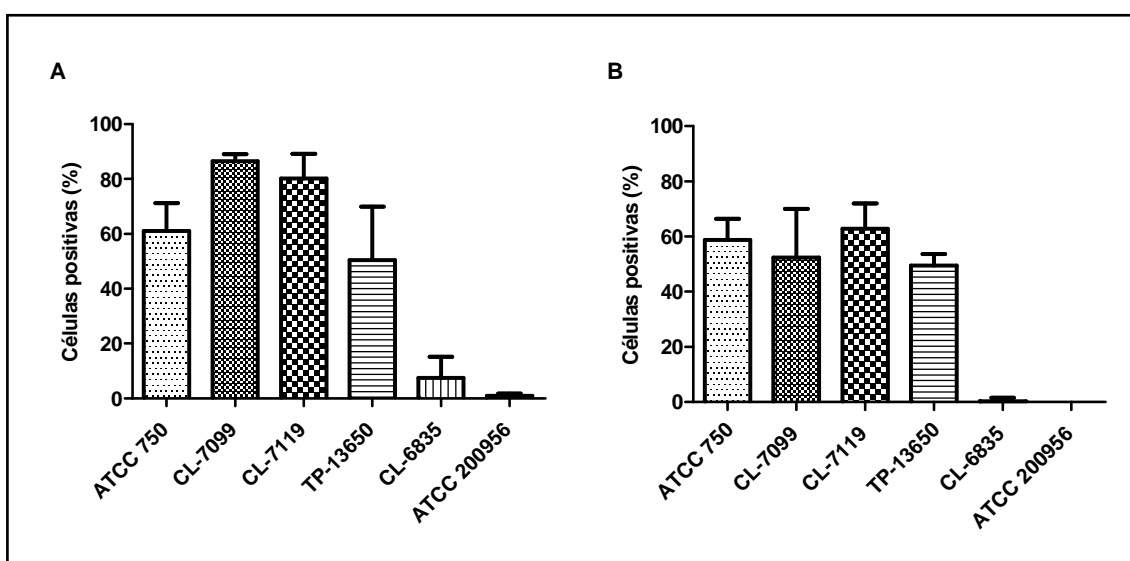 A
Células positivas (%)
100
80
60
40
20
0
ATCC 750
CL-7099
CL-7119
TP-13650
CL-6835
ATCC 200956
B
Células positivas (%)
100
80
60
40
20
0
ATCC 750
CL-7099
CL-7119
TP-13650
CL-6835
ATCC 200956